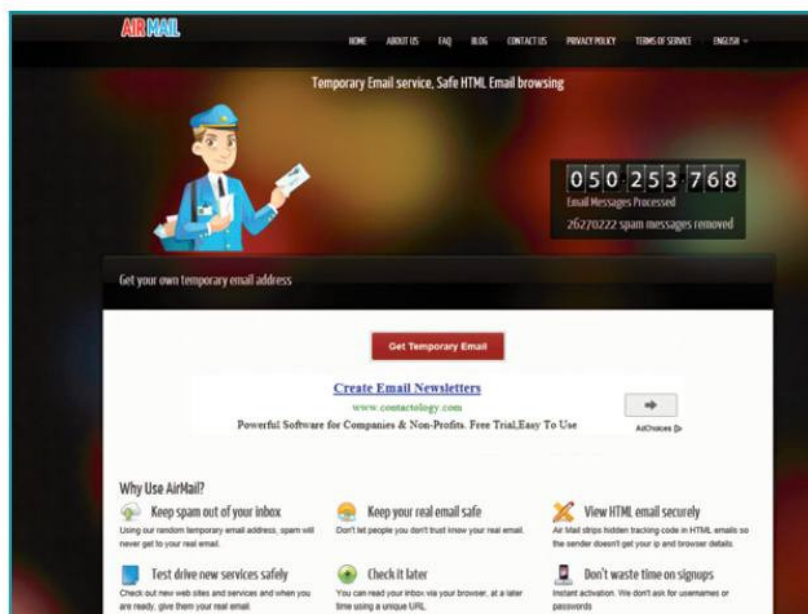 AIR MAIL
HOME ABOUT US FAQ BLOG CONTACT US PRIVACY POLICY TERMS OF SERVICE ENGLISH
Temporary Email service, Safe HTML Email browsing
050 253 768
Email Messages Processed
26270222 spam messages removed
Get your own temporary email address
Get Temporary Email
Create Email Newsletters
www.contactology.com
Powerful Software for Companies & Non-Profits. Free Trial,Easy To Use
AdChoices
Why Use AirMail?
Keep spam out of your inbox
Using our random temporary email address, spam will
never get to your real email.
Keep your real email safe
Don't let people you don't trust know your real email.
View HTML email securely
Air Mail strips hidden tracking code in HTML emails so
the sender doesn't get your ip and browser details.
Test drive new services safely
Check out new web sites and services and when you
are ready, give them your real email.
Check it later
You can read your inbox via your browser, at a later
time using a unique URL.
Don't waste time on signups
Instant activation. We don't ask for usernames or
passwords